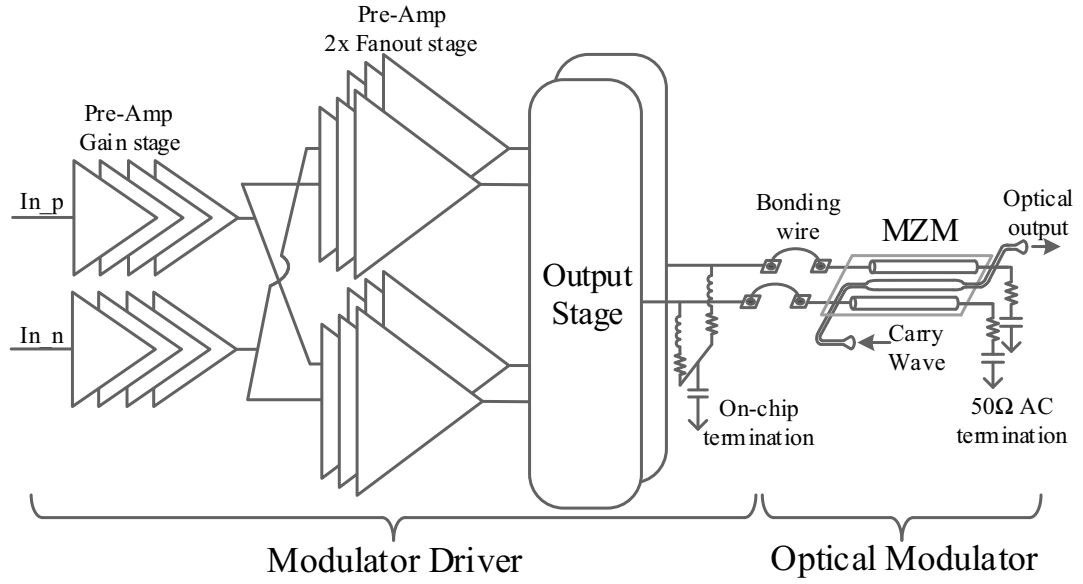 Pre-Amp
2x Fanout stage
Pre-Amp
Gain stage
In_p
In_n
Output
Stage
Bonding
wire
MZM
Optical
output
Carry
Wave
On-chip
termination
50Ω AC
termination
Modulator Driver
Optical Modulator